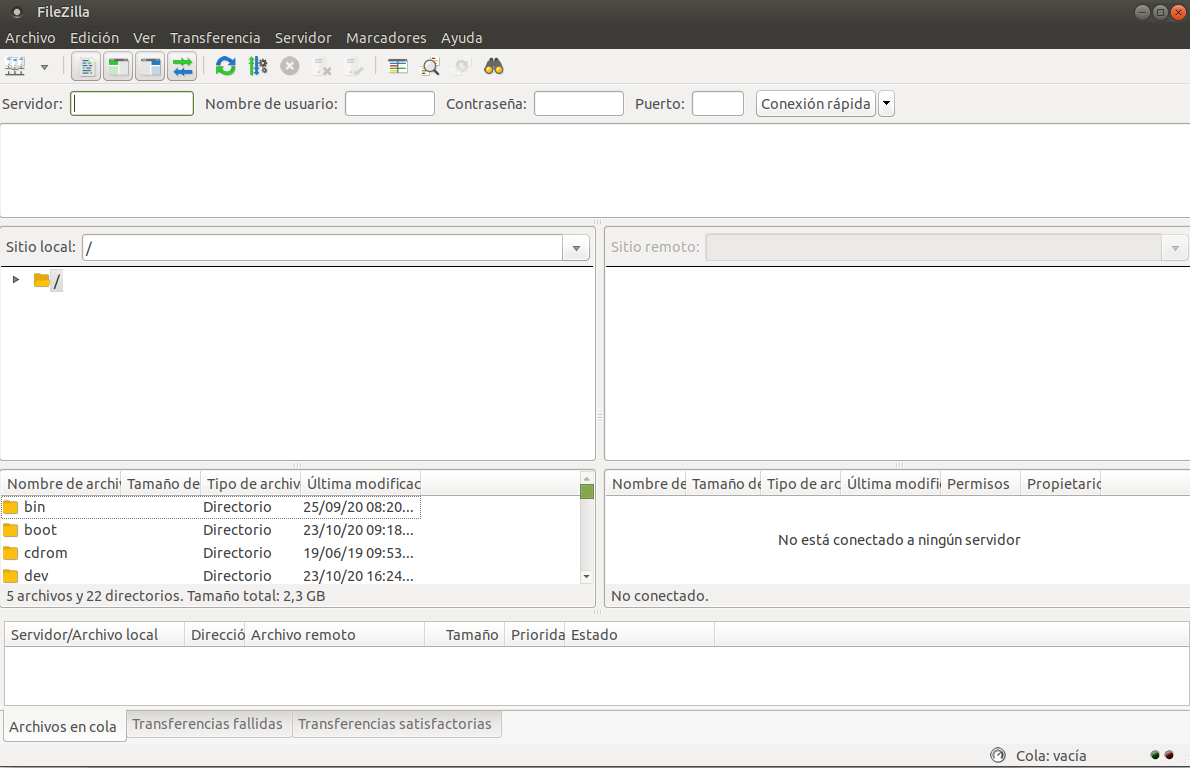 FileZilla
Archivo Edición Ver Transferencia Servidor Marcadores Ayuda
Servidor: Nombre de usuario: Contraseña: Puerto: Conexión rápida
Sitio local: /
Sitio remoto:
/
Nombre de archi Tamaño de Tipo de archiv Última modificac
bin Directorio 25/09/20 08:20...
boot Directorio 23/10/20 09:18...
cdrom Directorio 19/06/19 09:53...
dev Directorio 23/10/20 16:24...
5 archivos y 22 directorios. Tamaño total: 2,3 GB
Nombre de Tamaño de Tipo de arc Última modifi Permisos Propietario
No está conectado a ningún servidor
No conectado.
Servidor/Archivo local Direcció Archivo remoto Tamaño Priorida Estado
Archivos en cola Transferencias fallidas Transferencias satisfactorias
Cola: vacía